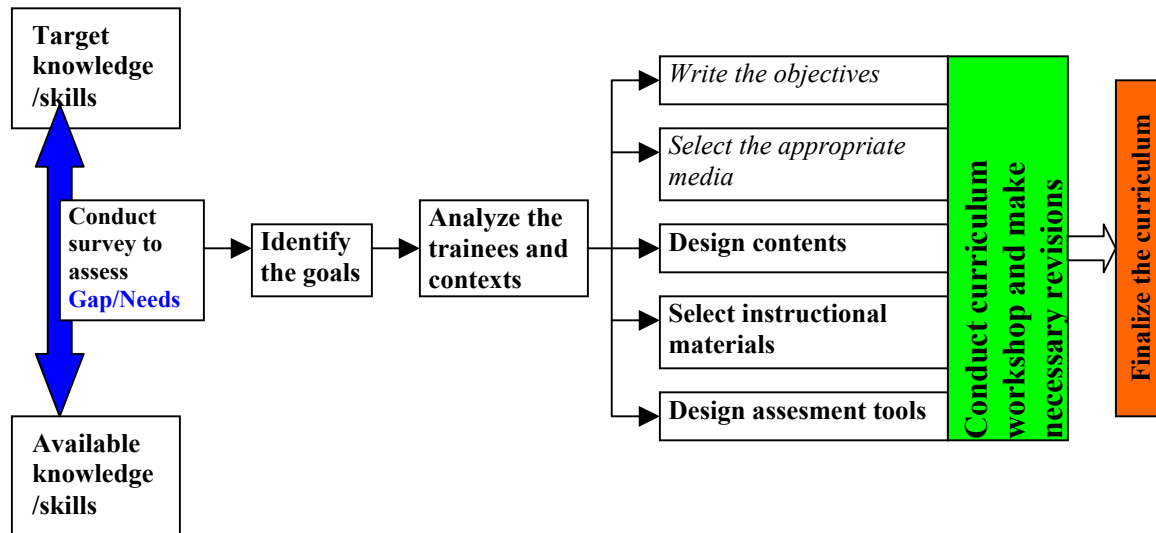 Target
knowledge
/skills
Conduct
survey to
assess
Gap/Needs
Available
knowledge
/skills
Identify
the goals
Analyze the
trainees and
contexts
Write the objectives
Select the appropriate
media
Design contents
Select instructional
materials
Design assesment tools
Conduct curriculum
workshop and make
necessary revisions
Finalize the curriculum